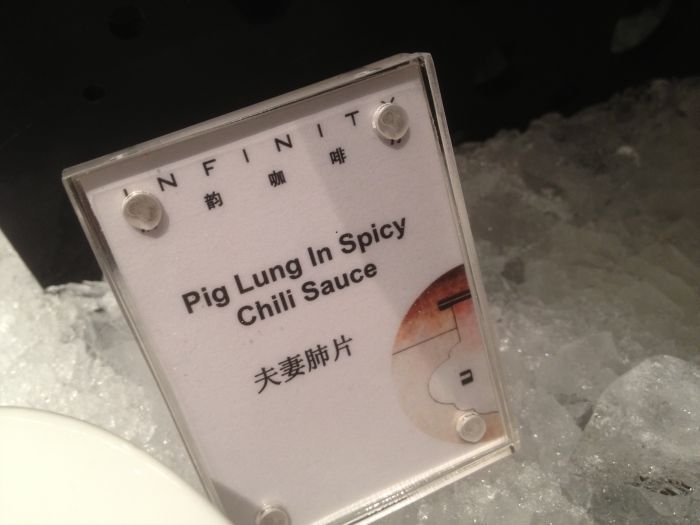 INFINITY
韵咖啡
Pig Lung In Spicy
Chili Sauce
夫妻肺片